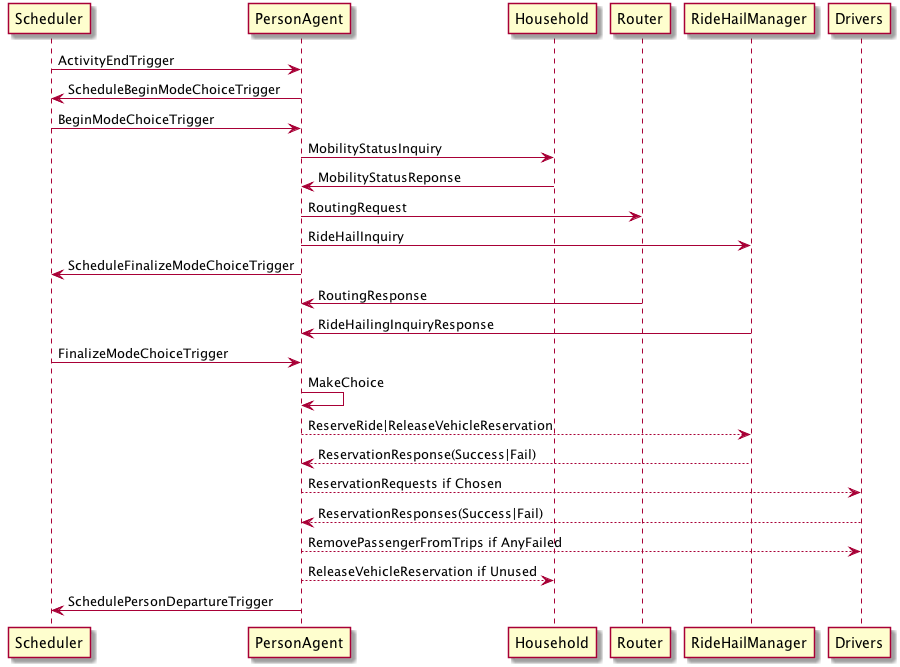 Scheduler PersonAgent Household Router RideHailManager Drivers
ActivityEndTrigger
ScheduleBeginModeChoiceTrigger
BeginModeChoiceTrigger
MobilityStatusInquiry
MobilityStatusReponse
RoutingRequest
RideHailInquiry
ScheduleFinalizeModeChoiceTrigger
RoutingResponse
RideHailingInquiryResponse
FinalizeModeChoiceTrigger
MakeChoice
ReserveRide|ReleaseVehicleReservation
ReservationResponse(Success|Fail)
ReservationRequests if Chosen
ReservationResponses(Success|Fail)
RemovePassengerFromTrips if AnyFailed
ReleaseVehicleReservation if Unused
SchedulePersonDepartureTrigger
Scheduler PersonAgent Household Router RideHailManager Drivers